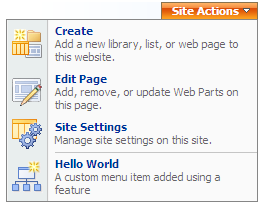 Site Actions
Create
Add a new library, list, or web page to
this website.
Edit Page
Add, remove, or update Web Parts on
this page.
Site Settings
Manage site settings on this site.
Hello World
A custom menu item added using a
feature